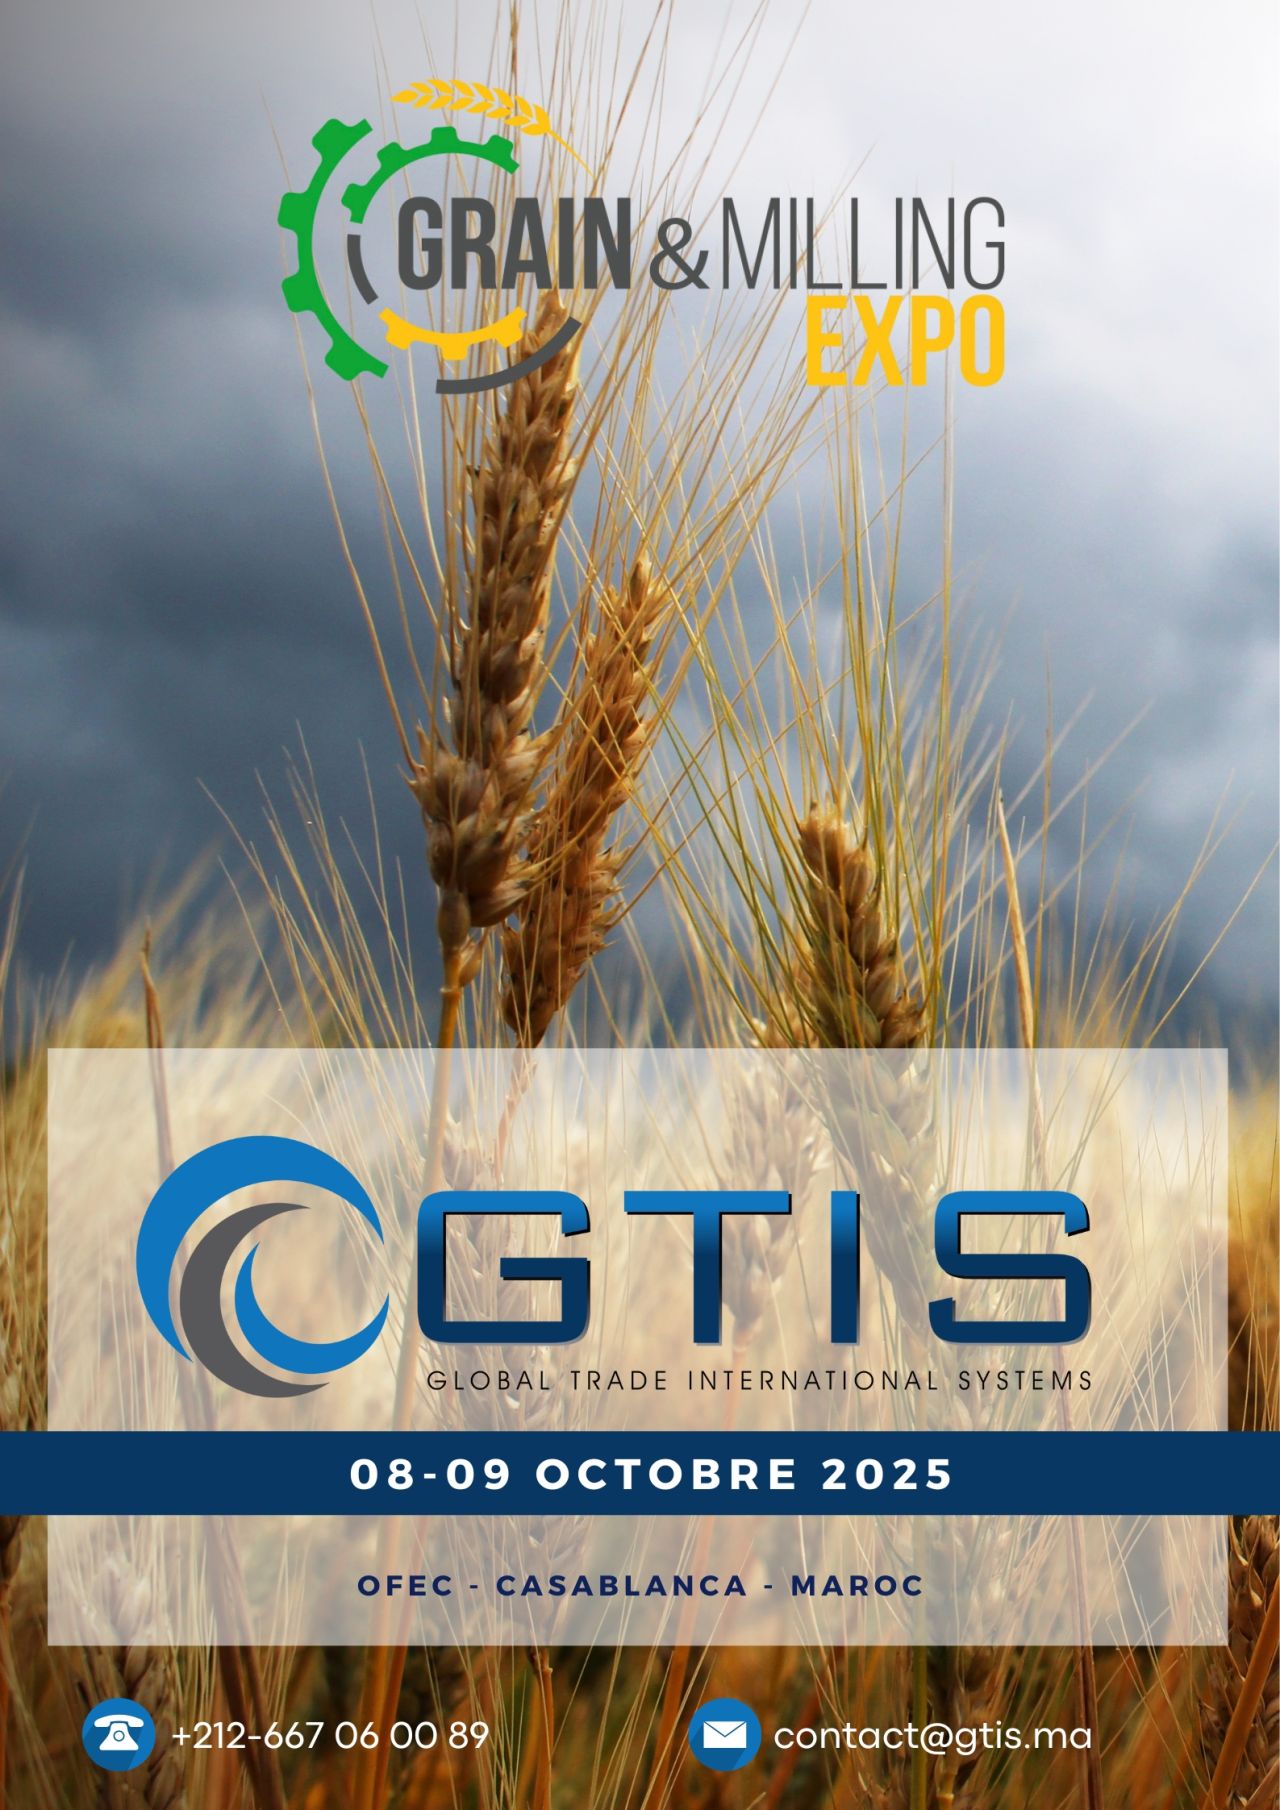 GRAIN & MILLING
EXPO
GTIS
GLOBAL TRADE INTERNATIONAL SYSTEMS
08-09 OCTOBRE 2025
OFEC - CASABLANCA - MAROC
+212-667 06 00 89
contact@gtis.ma